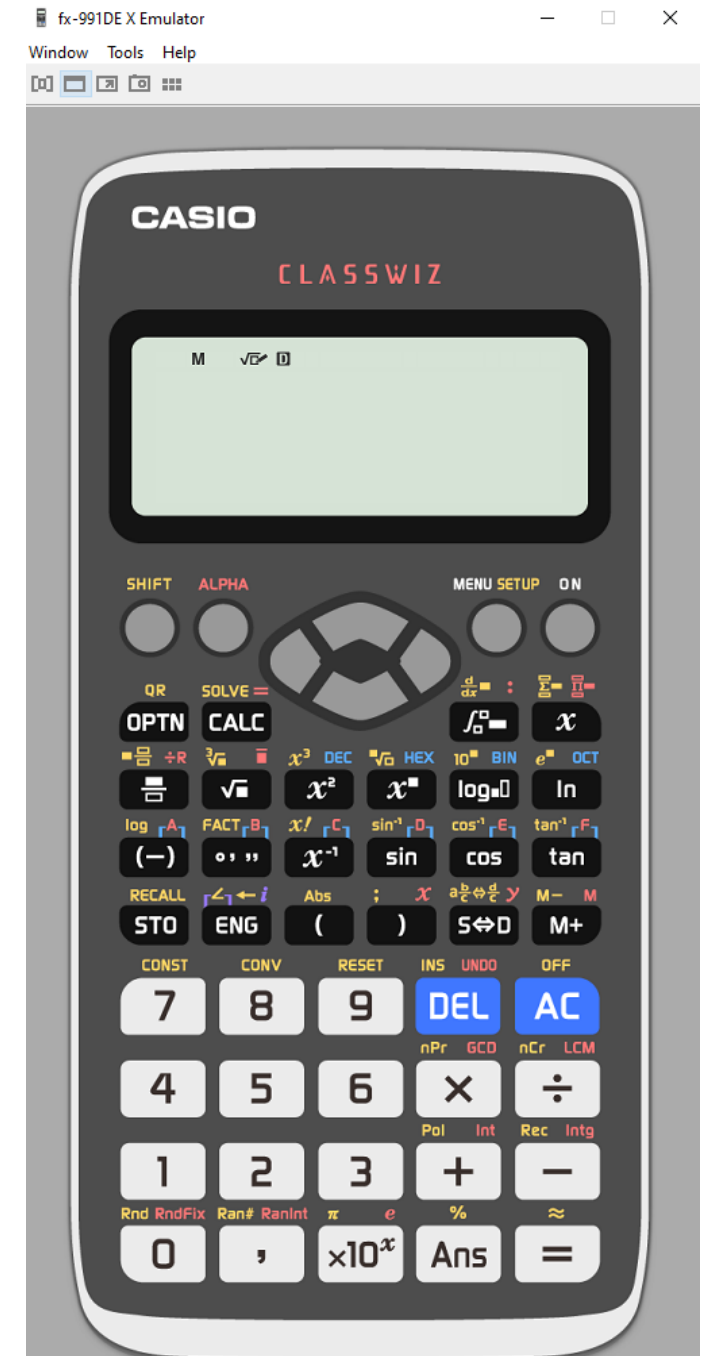 fx-991DE X Emulator
Window Tools Help
CASIO
CLASSWIZ
M √ D
SHIFT ALPHA MENU SETUP ON
QR SOLVE = d/dx :  Σ Π
OPTN CALC ∫ x
÷R ³√ x³ DEC √ HEX 10 BIN e OCT
√ x² x log ln
log A FACT B x! C sin⁻¹ D cos⁻¹ E tan⁻¹ F
(−) ° ’ ” x⁻¹ sin cos tan
RECALL ∠ ← i Abs ; x a b/c ⇔ d/c y M− M
STO ENG ( ) S⇔D M+
CONST CONV RESET INS UNDO OFF
7 8 9 DEL AC
nPr GCD nCr LCM
4 5 6 × ÷
Pol Int Rec Intg
1 2 3 + −
Rnd RndFix Ran# RanInt π e % ≈
0 , ×10ˣ Ans =